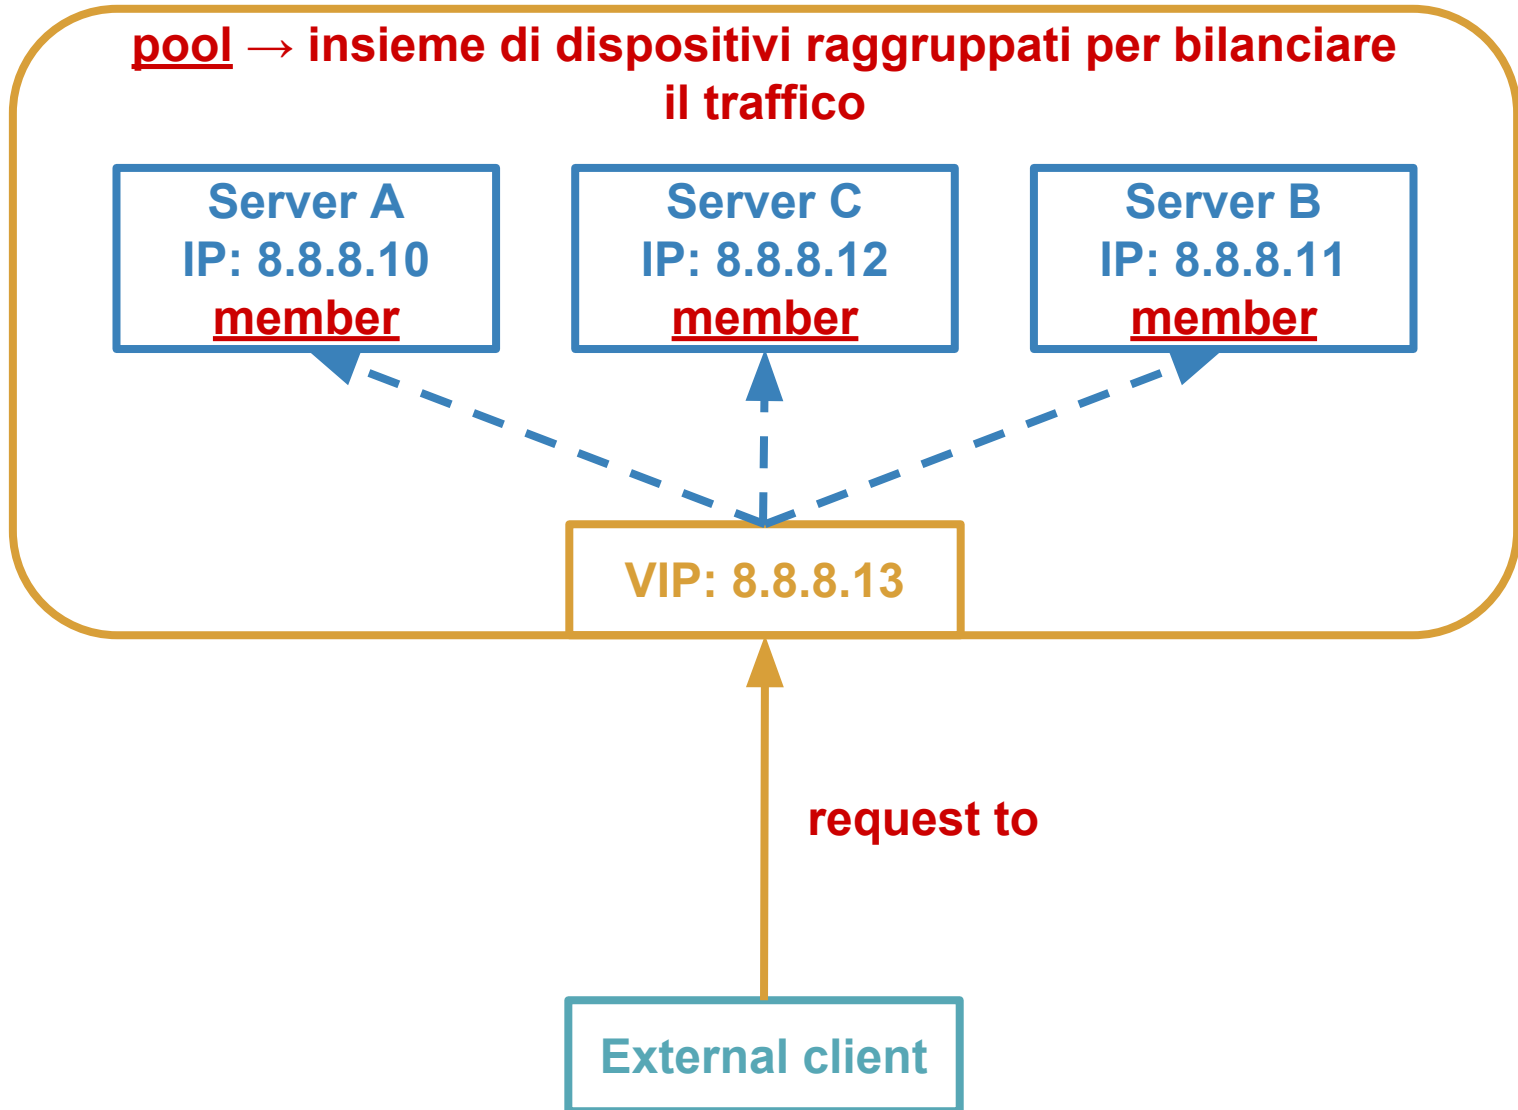 pool → insieme di dispositivi raggruppati per bilanciare
il traffico
Server A
IP: 8.8.8.10
member
Server C
IP: 8.8.8.12
member
Server B
IP: 8.8.8.11
member
VIP: 8.8.8.13
request to
External client